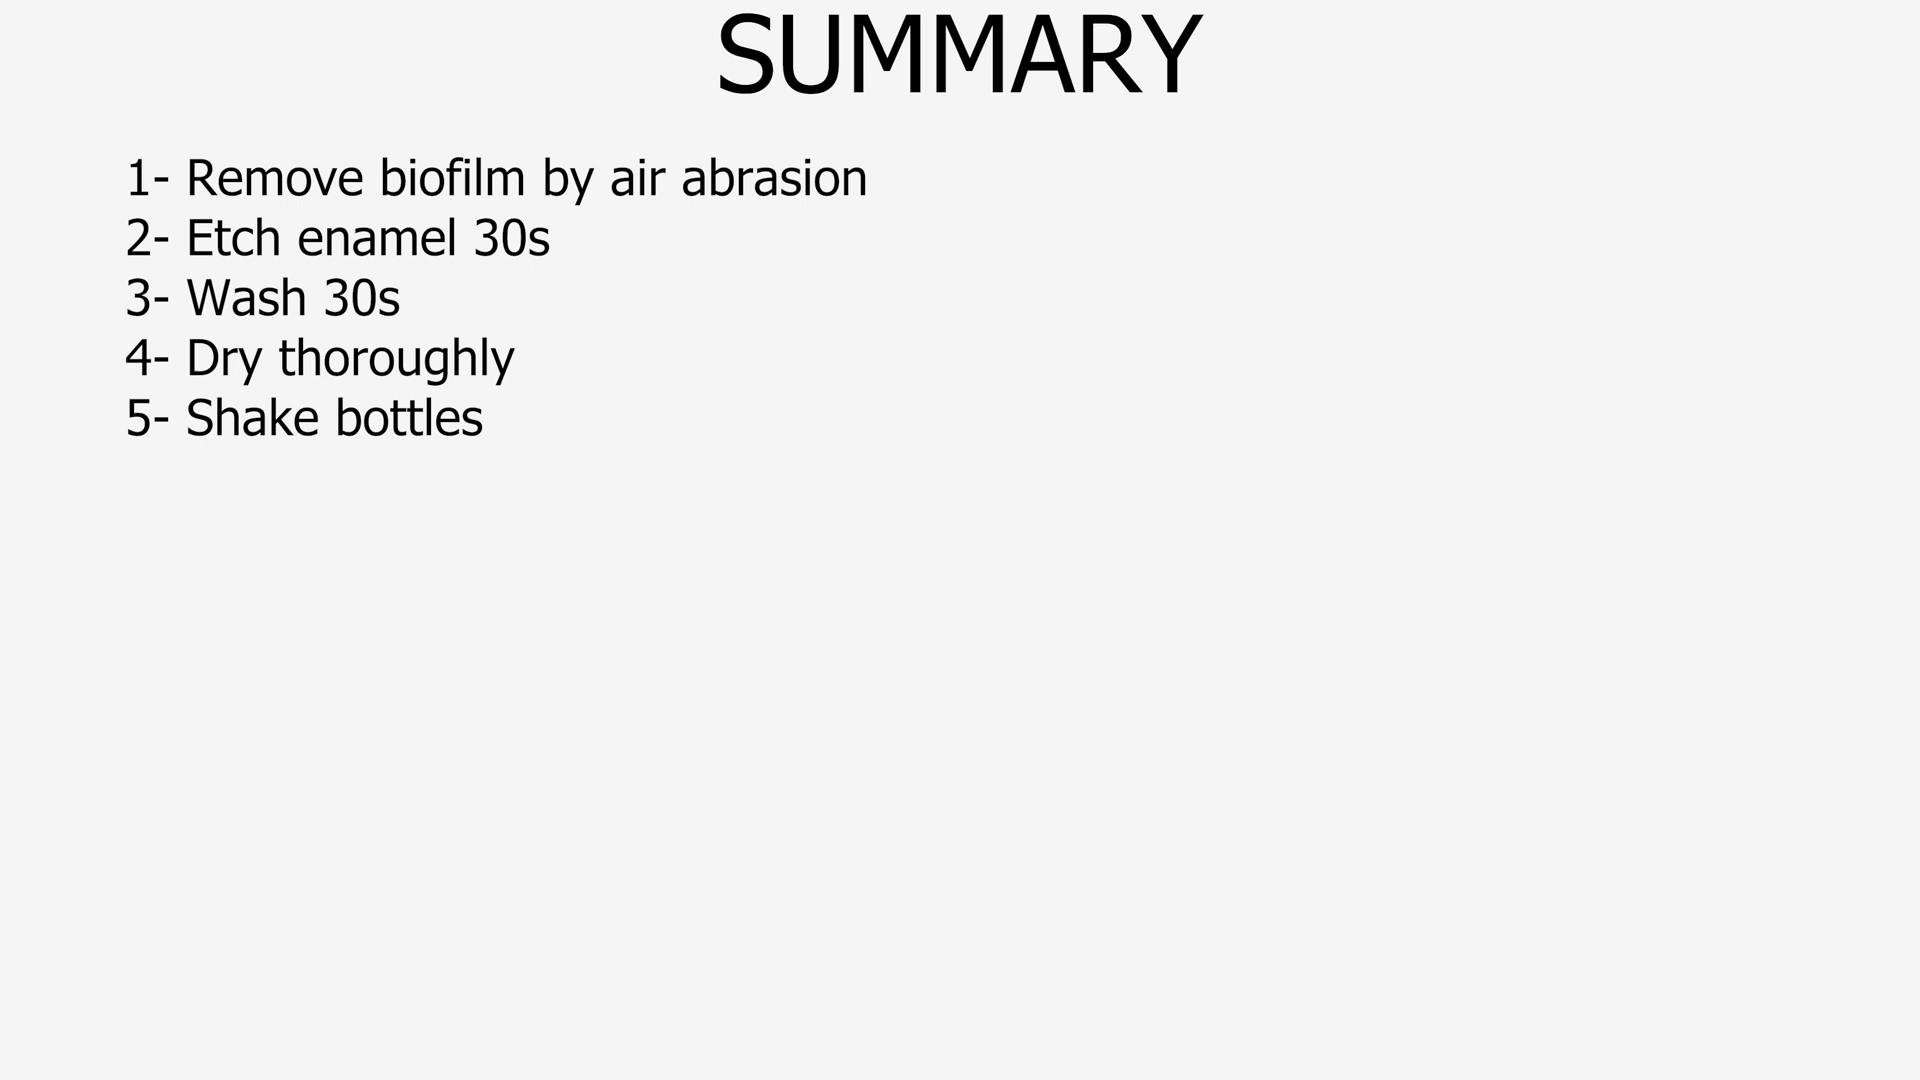 SUMMARY
1- Remove biofilm by air abrasion
2- Etch enamel 30s
3- Wash 30s
4- Dry thoroughly
5- Shake bottles